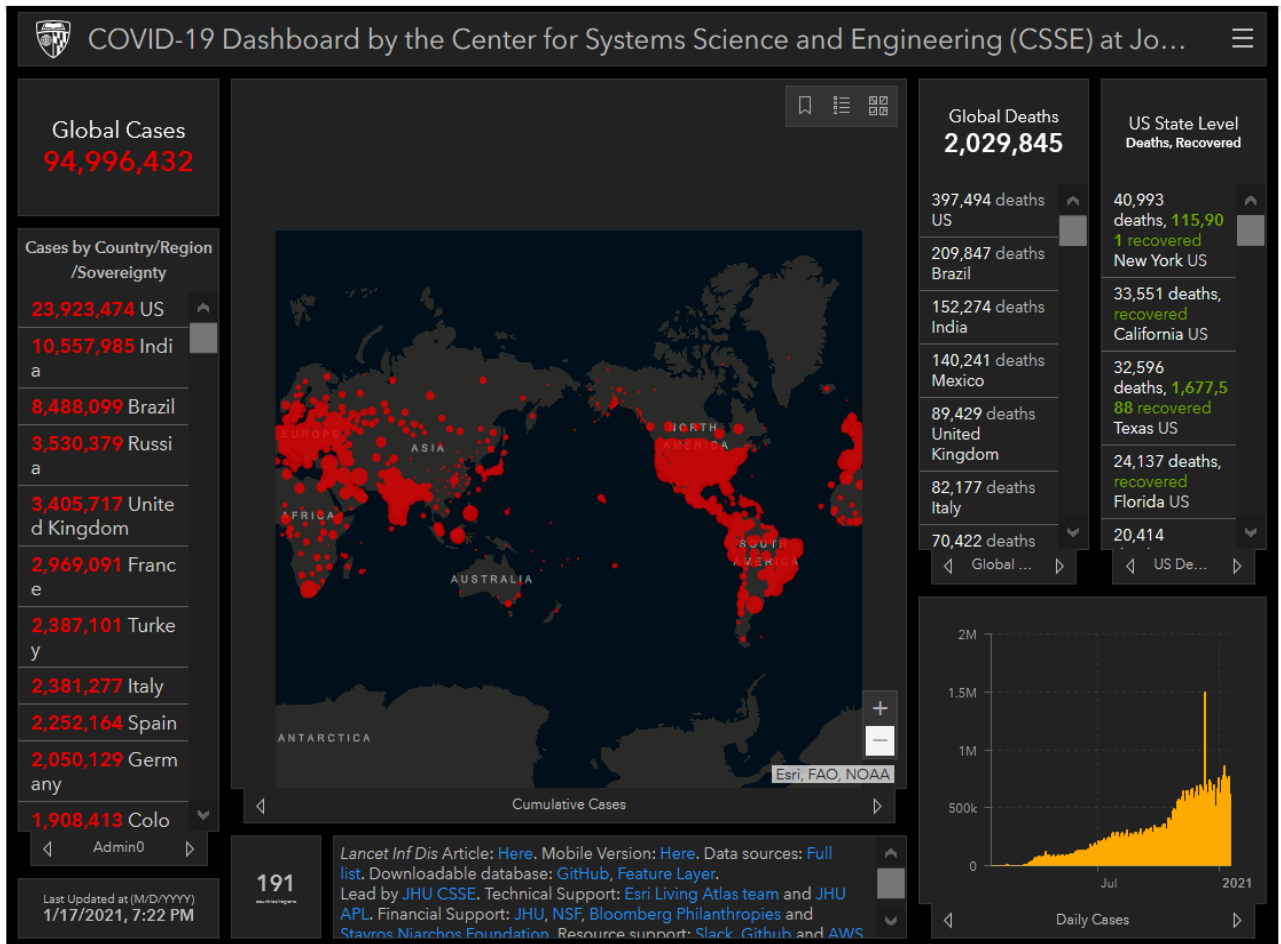 COVID-19 Dashboard by the Center for Systems Science and Engineering (CSSE) at Jo...
Global Cases
94,996,432
Cases by Country/Region
/Sovereignty
23,923,474 US
10,557,985 Indi
a
8,488,099 Brazil
3,530,379 Russi
a
3,405,717 Unite
d Kingdom
2,969,091 Franc
e
2,387,101 Turke
y
2,381,277 Italy
2,252,164 Spain
2,050,129 Germ
any
1,908,413 Colo
Admin0
Last Updated at (M/D/YYYY)
1/17/2021, 7:22 PM
EUROPE
ASIA
AFRICA
AUSTRALIA
NORTH
AMERICA
SOUTH
AMERICA
ANTARCTICA
+
−
Esri, FAO, NOAA
Cumulative Cases
191
countries/regions
Lancet Inf Dis Article: Here. Mobile Version: Here. Data sources: Full
list. Downloadable database: GitHub, Feature Layer.
Lead by JHU CSSE. Technical Support: Esri Living Atlas team and JHU
APL. Financial Support: JHU, NSF, Bloomberg Philanthropies and
Stavros Niarchos Foundation. Resource support: Slack, Github and AWS
Global Deaths
2,029,845
397,494 deaths
US
209,847 deaths
Brazil
152,274 deaths
India
140,241 deaths
Mexico
89,429 deaths
United
Kingdom
82,177 deaths
Italy
70,422 deaths
Global ...
US State Level
Deaths, Recovered
40,993
deaths, 115,90
1 recovered
New York US
33,551 deaths,
recovered
California US
32,596
deaths, 1,677,5
88 recovered
Texas US
24,137 deaths,
recovered
Florida US
20,414
US De...
2M
1.5M
1M
500k
0
Jul
2021
Daily Cases